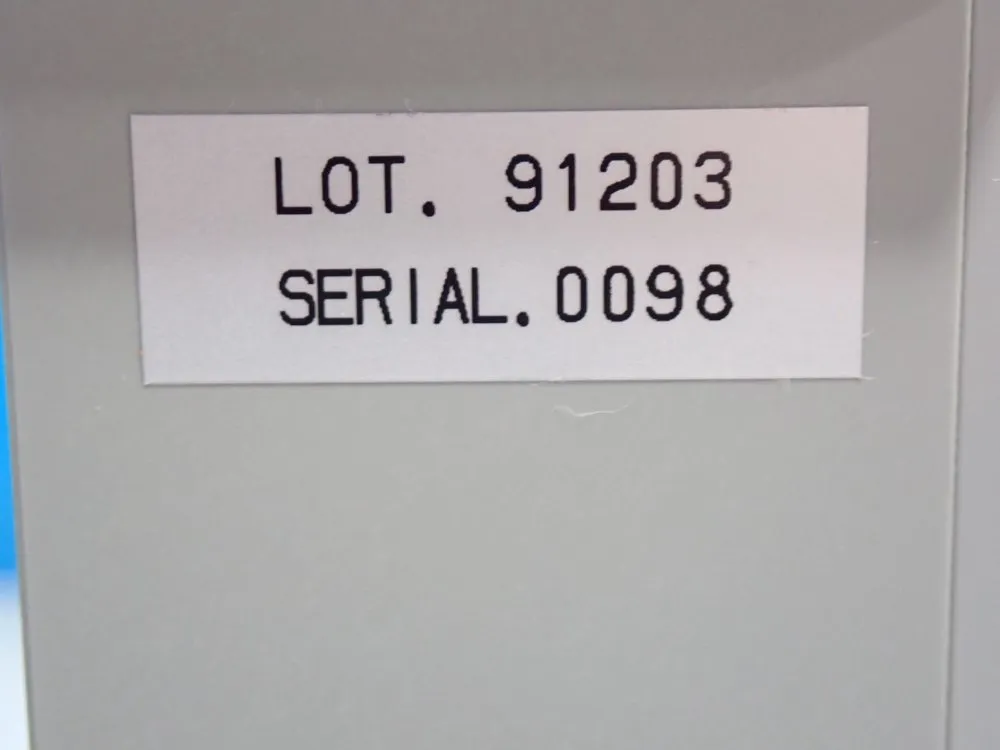 LOT. 91203
SERIAL. 0098